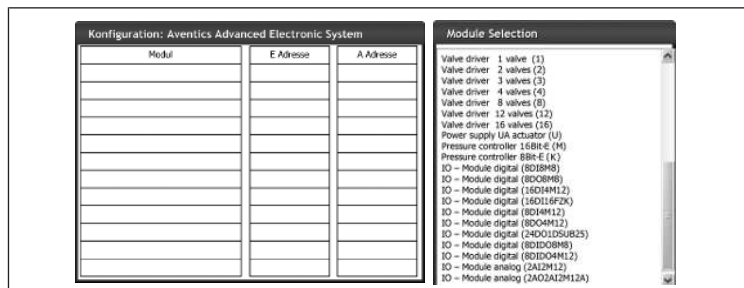 Konfiguration: Aventics Advanced Electronic System
Modul E Adresse A Adresse
Module Selection
Valve driver 1 valve (1)
Valve driver 2 valves (2)
Valve driver 3 valves (3)
Valve driver 4 valves (4)
Valve driver 8 valves (8)
Valve driver 12 valves (12)
Valve driver 16 valves (16)
Power supply UA actuator (U)
Pressure controller 16Bit-E (M)
Pressure controller 8Bit-E (K)
IO – Module digital (8DI8M8)
IO – Module digital (8DO8M8)
IO – Module digital (16DI4M12)
IO – Module digital (16DI16FZK)
IO – Module digital (8DI4M12)
IO – Module digital (8DO4M12)
IO – Module digital (24DO1DSUB25)
IO – Module digital (8DIDO8M8)
IO – Module digital (8DIDO4M12)
IO – Module analog (2AI2M12)
IO – Module analog (2AO2AI2M12A)